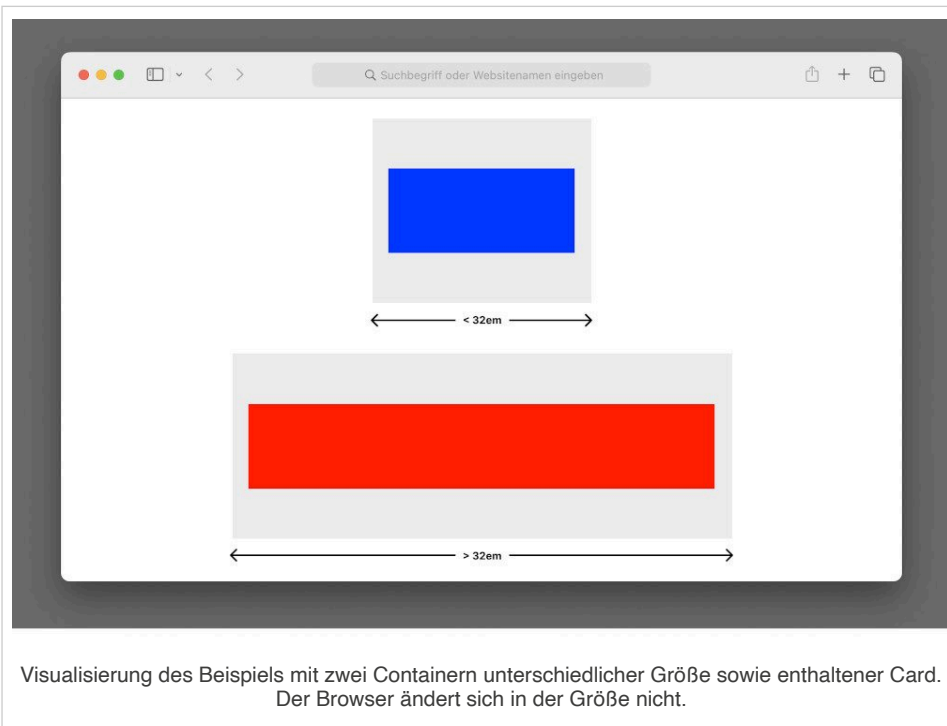 Suchbegriff oder Websitenamen eingeben
< 32em
> 32em
Visualisierung des Beispiels mit zwei Containern unterschiedlicher Größe sowie enthaltener Card.
Der Browser ändert sich in der Größe nicht.